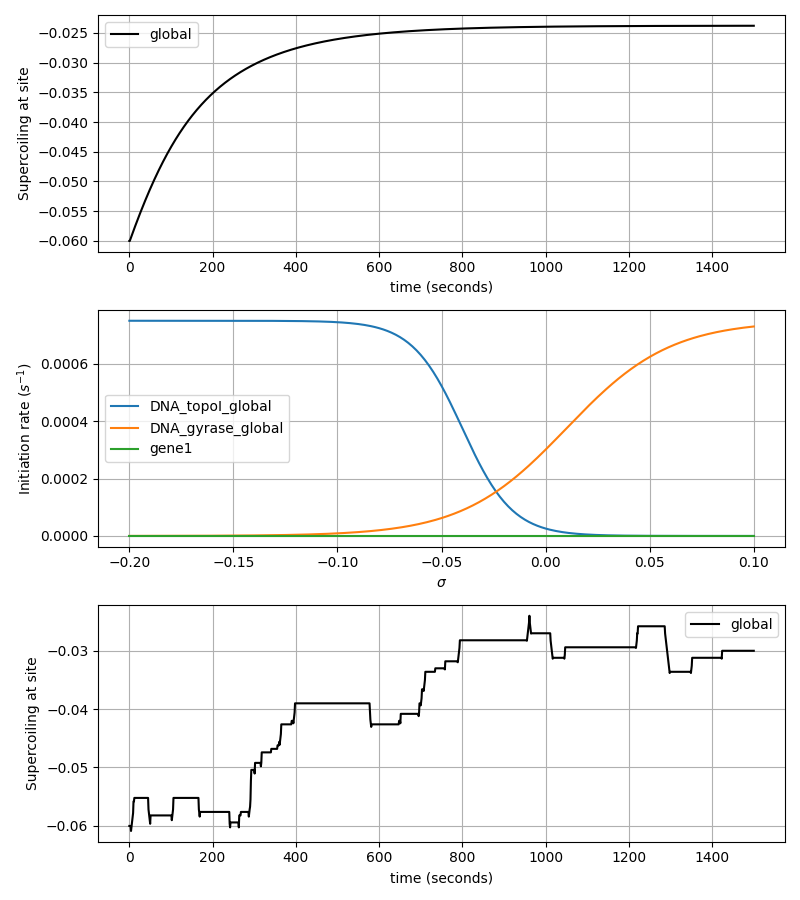 global
−0.025
−0.030
−0.035
−0.040
−0.045
−0.050
−0.055
−0.060
Supercoiling at site
0 200 400 600 800 1000 1200 1400
time (seconds)
0.0006
0.0004
0.0002
0.0000
Initiation rate (s⁻¹)
DNA_topoI_global
DNA_gyrase_global
gene1
−0.20 −0.15 −0.10 −0.05 0.00 0.05 0.10
σ
global
−0.03
−0.04
−0.05
−0.06
Supercoiling at site
0 200 400 600 800 1000 1200 1400
time (seconds)